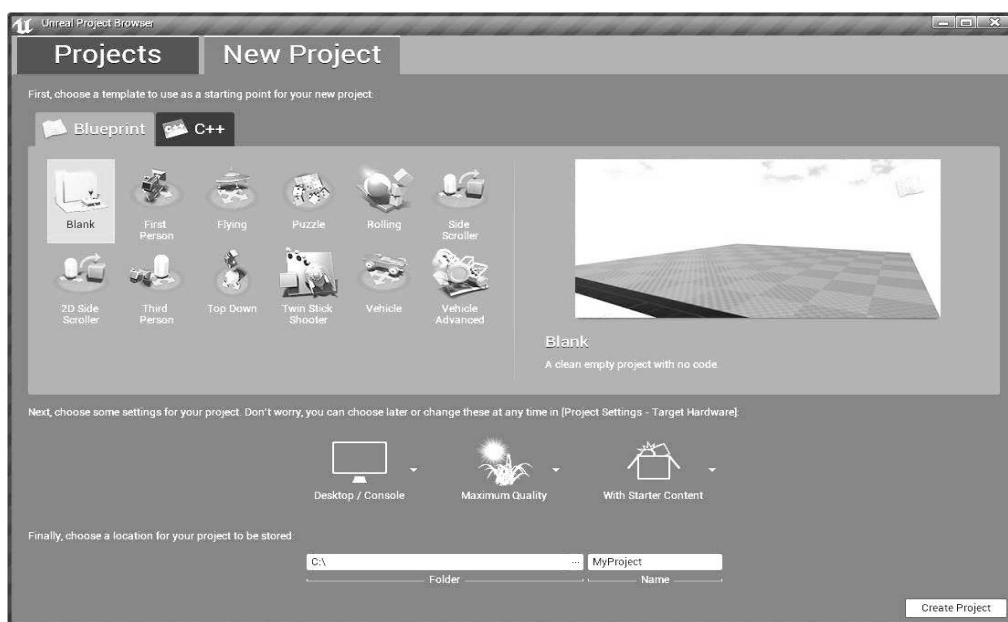 Unreal Project Browser
Projects
New Project
First, choose a template to use as a starting point for your new project:
Blueprint
C++
Blank
First
Person
Flying
Puzzle
Rolling
Side
Scroller
2D Side
Scroller
Third
Person
Top Down
Twin Stick
Shooter
Vehicle
Vehicle
Advanced
Blank
A clean empty project with no code.
Next, choose some settings for your project. Don't worry, you can choose later or change these at any time in [Project Settings - Target Hardware].
Desktop / Console
Maximum Quality
With Starter Content
Finally, choose a location for your project to be stored:
C:\ ...
MyProject
Folder
Name
Create Project